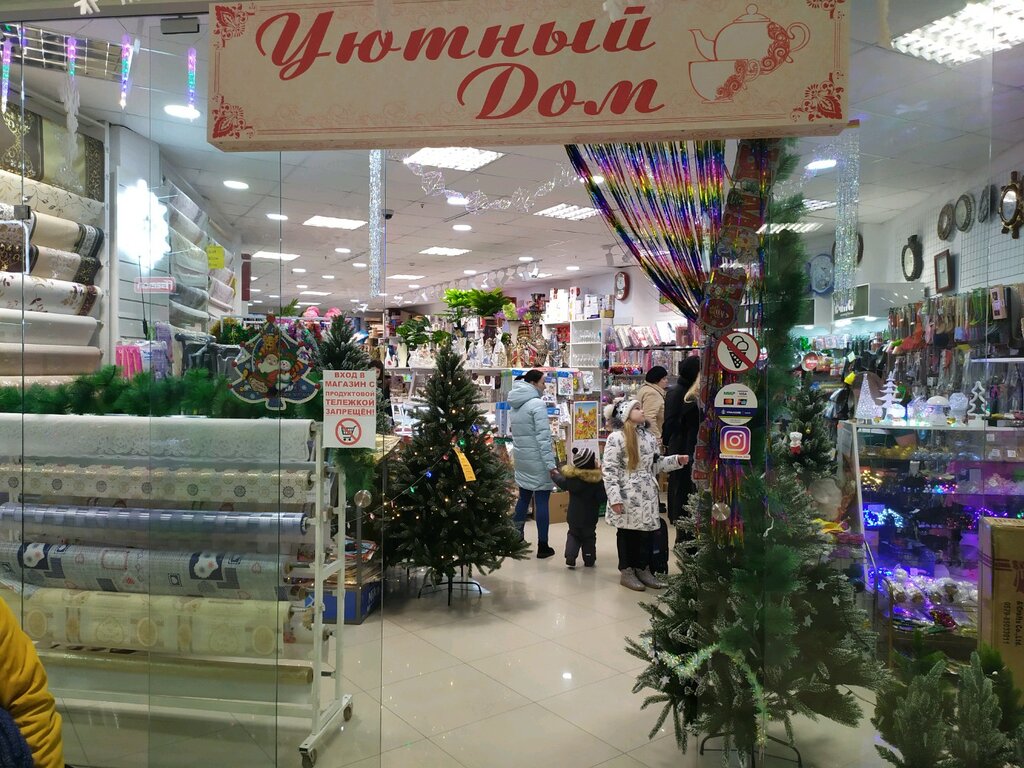 Уютный
Дом
ВХОД В
МАГАЗИН С
ПРОДУКТОВОЙ
ТЕЛЕЖКОЙ
ЗАПРЕЩЁН!